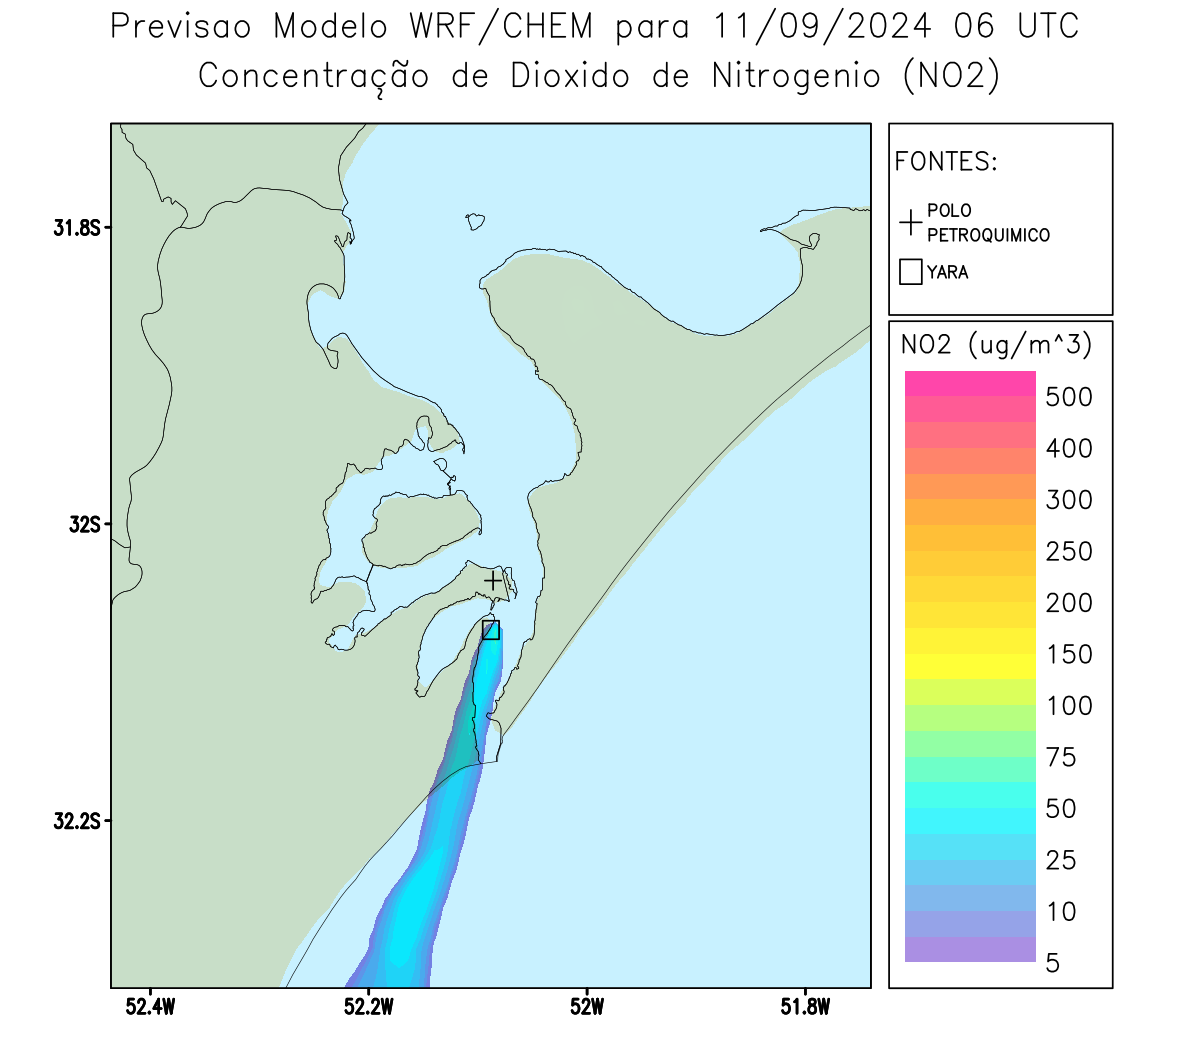 Previsao Modelo WRF/CHEM para 11/09/2024 06 UTC
Concentração de Dioxido de Nitrogenio (NO2)
FONTES:
POLO
PETROQUIMICO
YARA
NO2 (ug/m^3)
500
400
300
250
200
150
100
75
50
25
10
5
31.8S
32S
32.2S
52.4W
52.2W
52W
51.8W